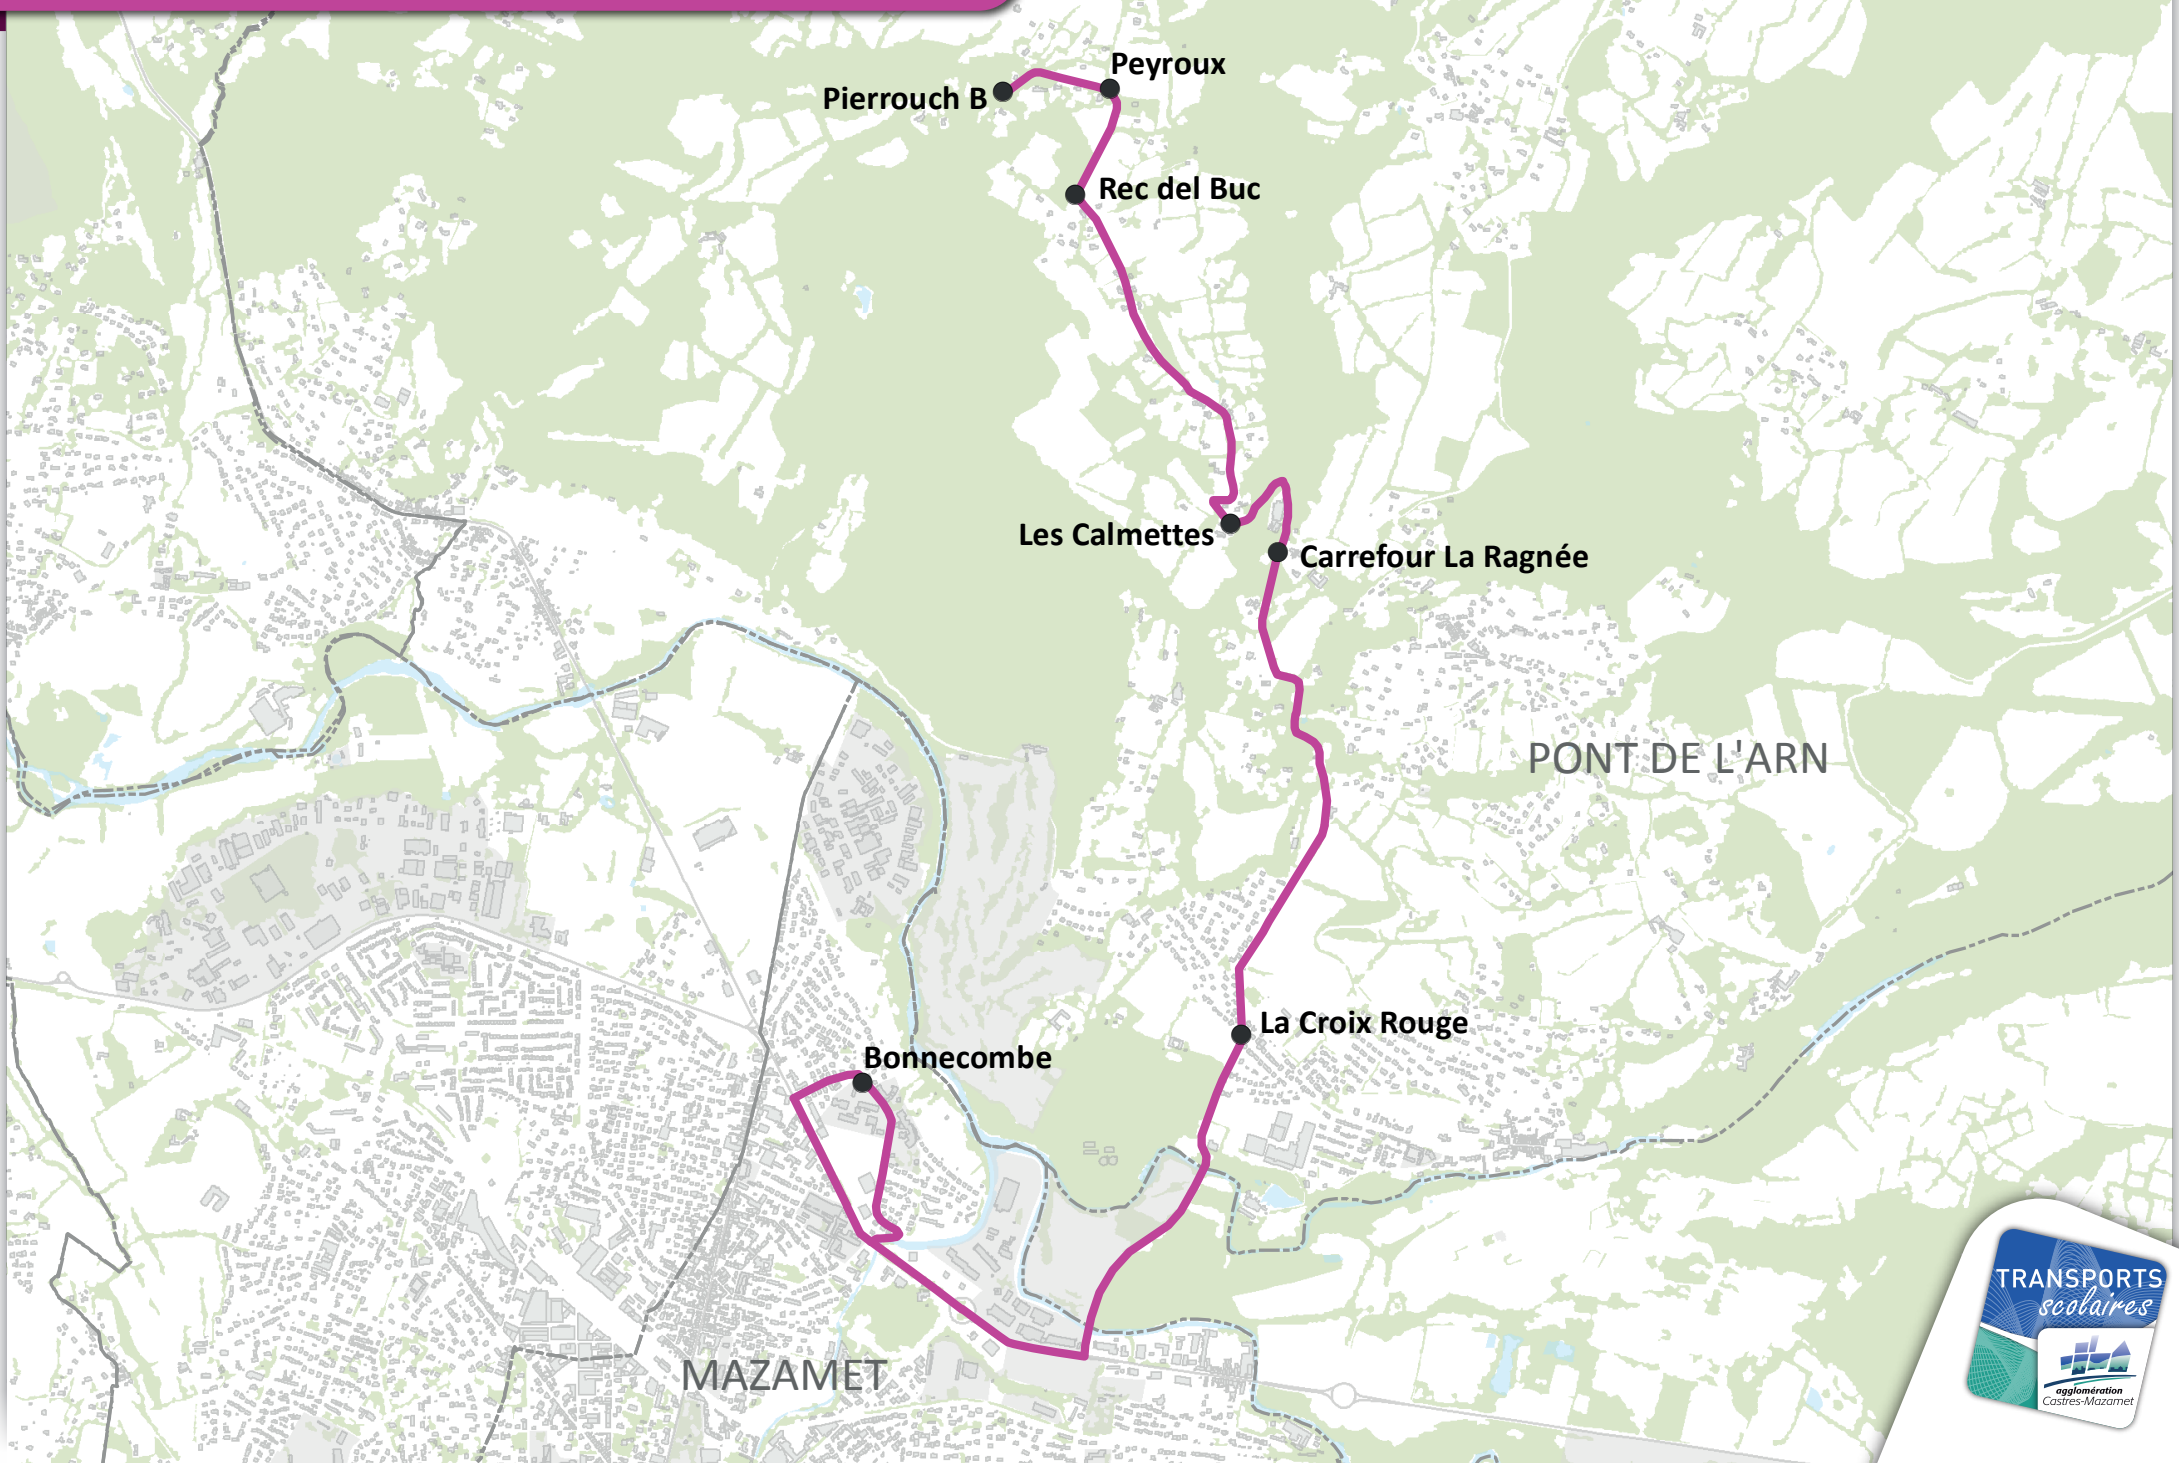 Peyroux
Pierrouch B
Rec del Buc
Les Calmettes
Carrefour La Ragnée
PONT DE L'ARN
La Croix Rouge
Bonnecombe
MAZAMET
TRANSPORTS
scolaires
agglomération
Castres-Mazamet